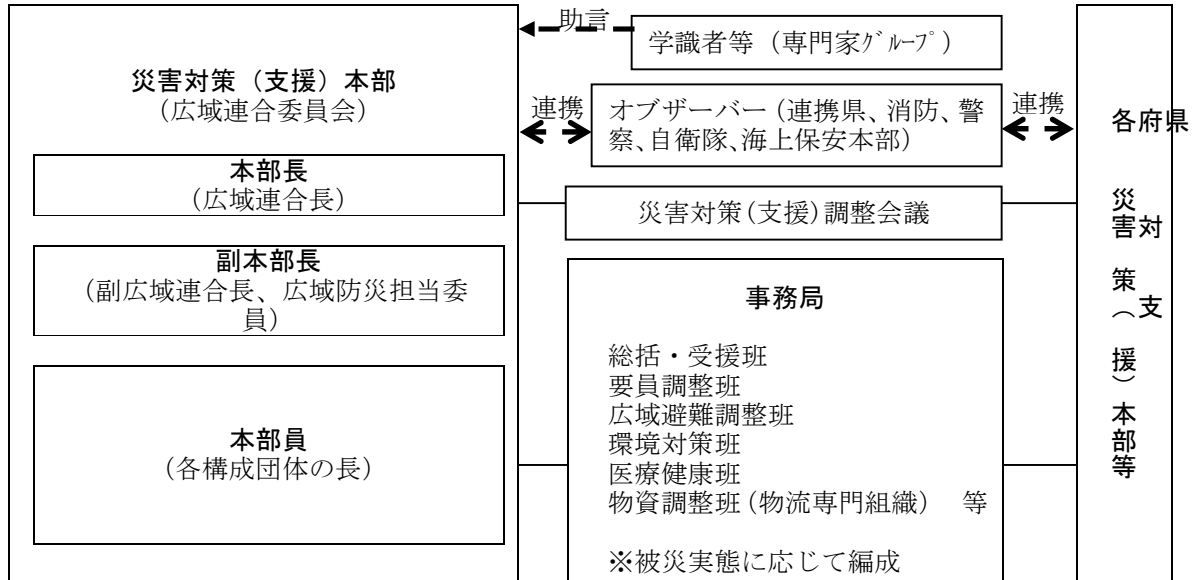 災害対策（支援）本部
（広域連合委員会）
本部長
（広域連合長）
副本部長
（副広域連合長、広域防災担当委
員）
本部員
（各構成団体の長）
助言
学識者等（専門家ｸﾞﾙｰﾌﾟ）
連携
オブザーバー（連携県、消防、警
察、自衛隊、海上保安本部）
連携
災害対策（支援）調整会議
事務局
総括・受援班
要員調整班
広域避難調整班
環境対策班
医療健康班
物資調整班（物流専門組織）　等
※被災実態に応じて編成
各府県
災害対策（支援）本部等